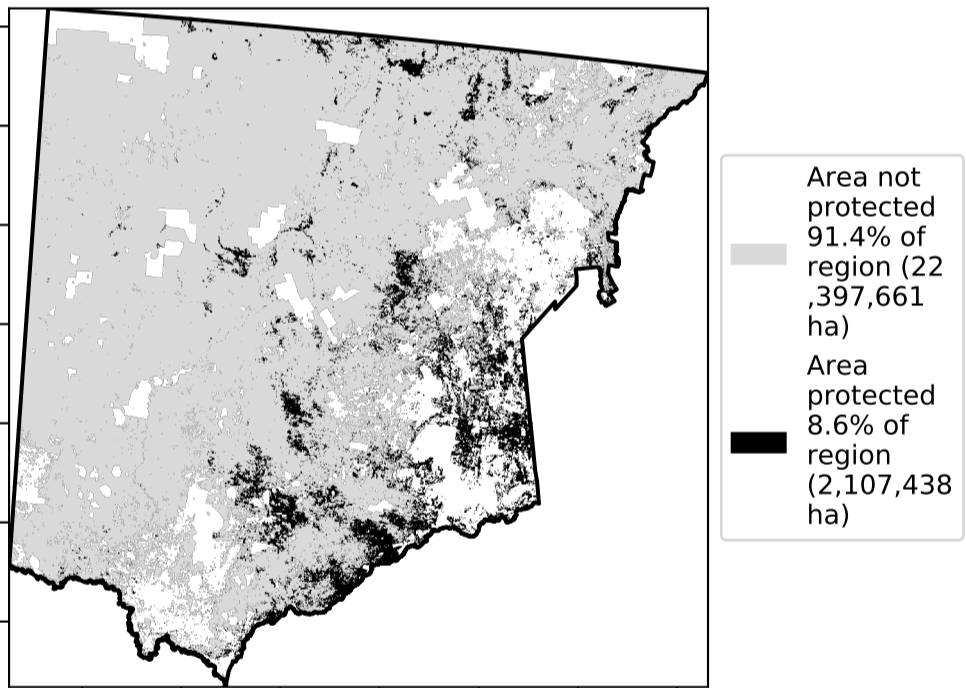 Area not
protected
91.4% of
region (22
,397,661
ha)
Area
protected
8.6% of
region
(2,107,438
ha)